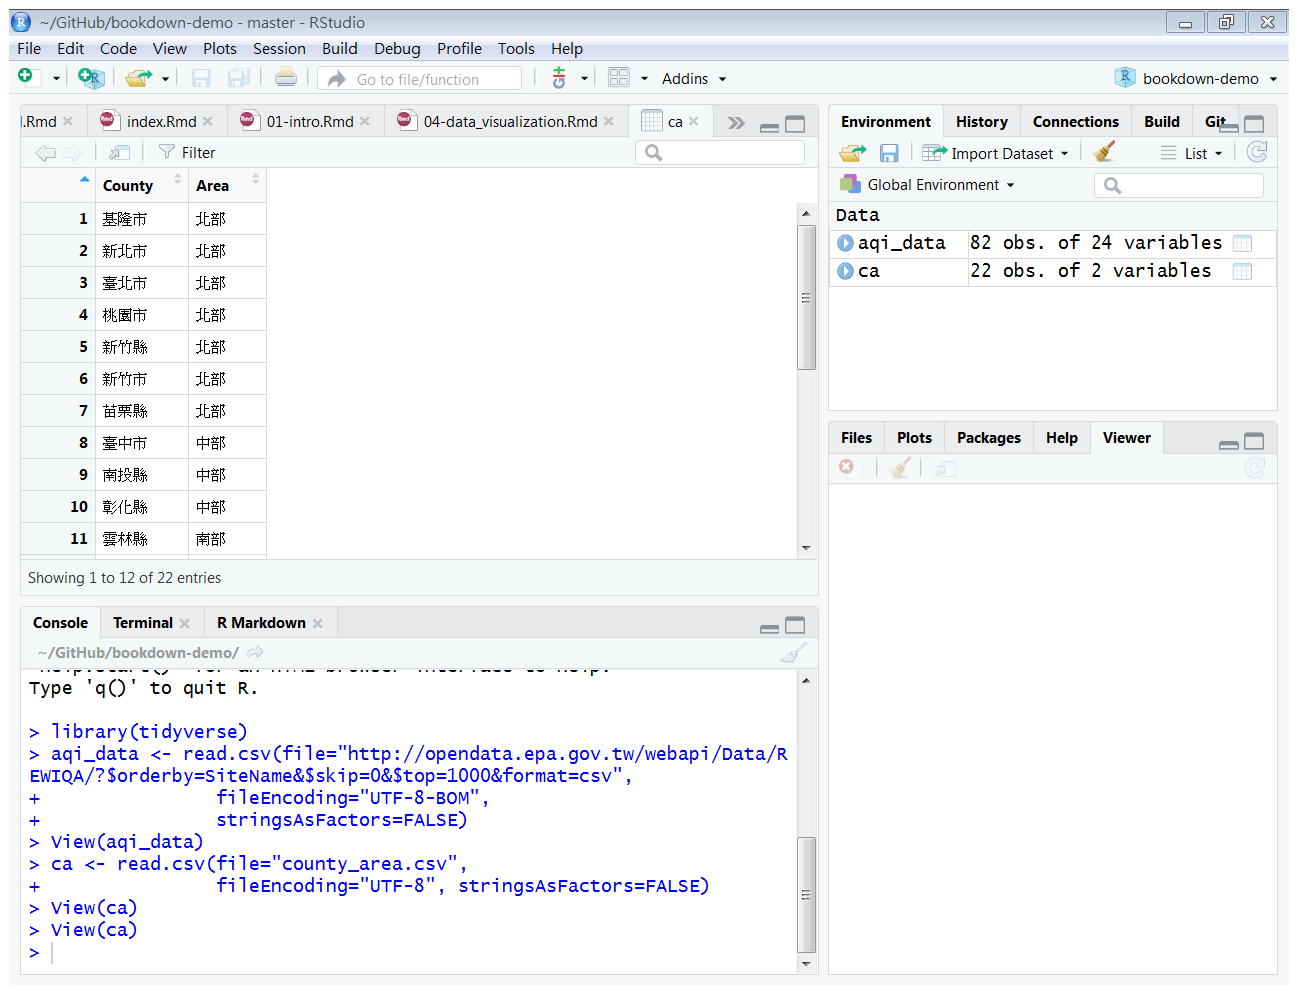 ~/GitHub/bookdown-demo - master - RStudio
File Edit Code View Plots Session Build Debug Profile Tools Help
Go to file/function Addins bookdown-demo
l.Rmd index.Rmd 01-intro.Rmd 04-data_visualization.Rmd ca
Filter
County Area
1 基隆市 北部
2 新北市 北部
3 臺北市 北部
4 桃園市 北部
5 新竹縣 北部
6 新竹市 北部
7 苗栗縣 北部
8 臺中市 中部
9 南投縣 中部
10 彰化縣 中部
11 雲林縣 南部
Showing 1 to 12 of 22 entries
Console Terminal R Markdown
~/GitHub/bookdown-demo/
'help.start()' for an HTML browser interface to help.
Type 'q()' to quit R.
> library(tidyverse)
> aqi_data <- read.csv(file="http://opendata.epa.gov.tw/webapi/Data/R
EWIQA/?$orderby=SiteName&$skip=0&$top=1000&format=csv",
+ fileEncoding="UTF-8-BOM",
+ stringsAsFactors=FALSE)
> View(aqi_data)
> ca <- read.csv(file="county_area.csv",
+ fileEncoding="UTF-8", stringsAsFactors=FALSE)
> View(ca)
> View(ca)
>
Environment History Connections Build Git
Import Dataset List
Global Environment
Data
aqi_data 82 obs. of 24 variables
ca 22 obs. of 2 variables
Files Plots Packages Help Viewer